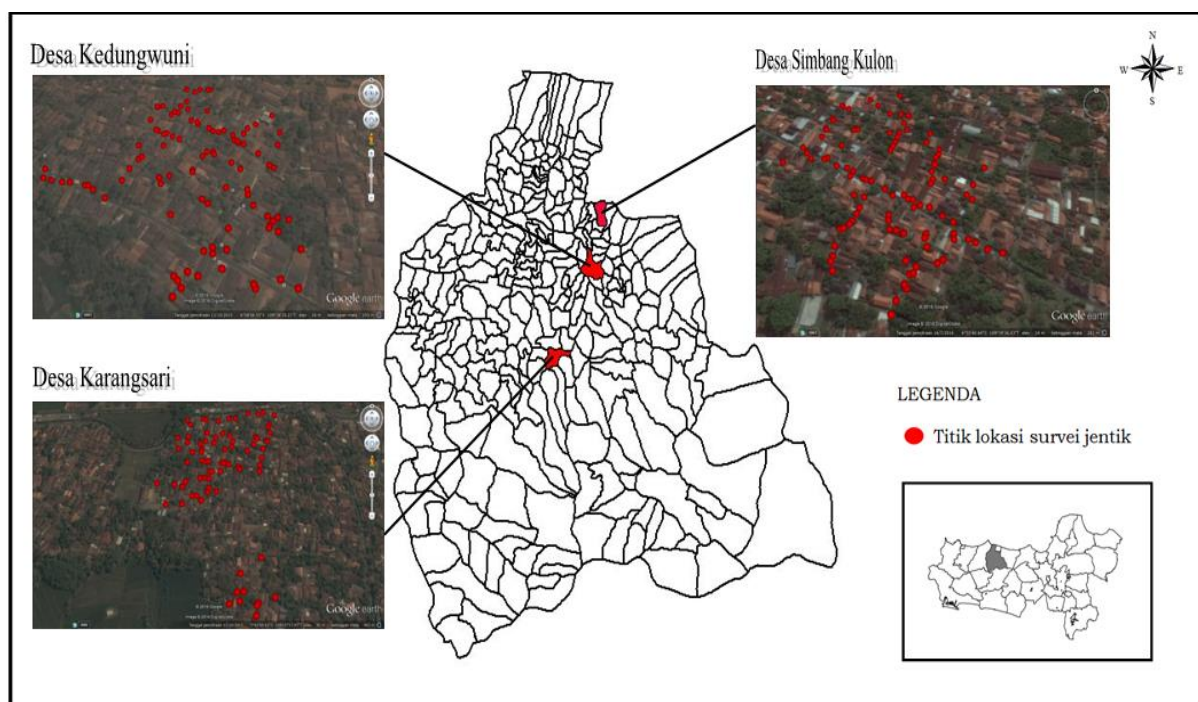 Desa Kedungwuni
Google earth
Desa Simbang Kulon
Google earth
N
W
E
S
Desa Karangsari
Google earth
LEGENDA
Titik lokasi survei jentik